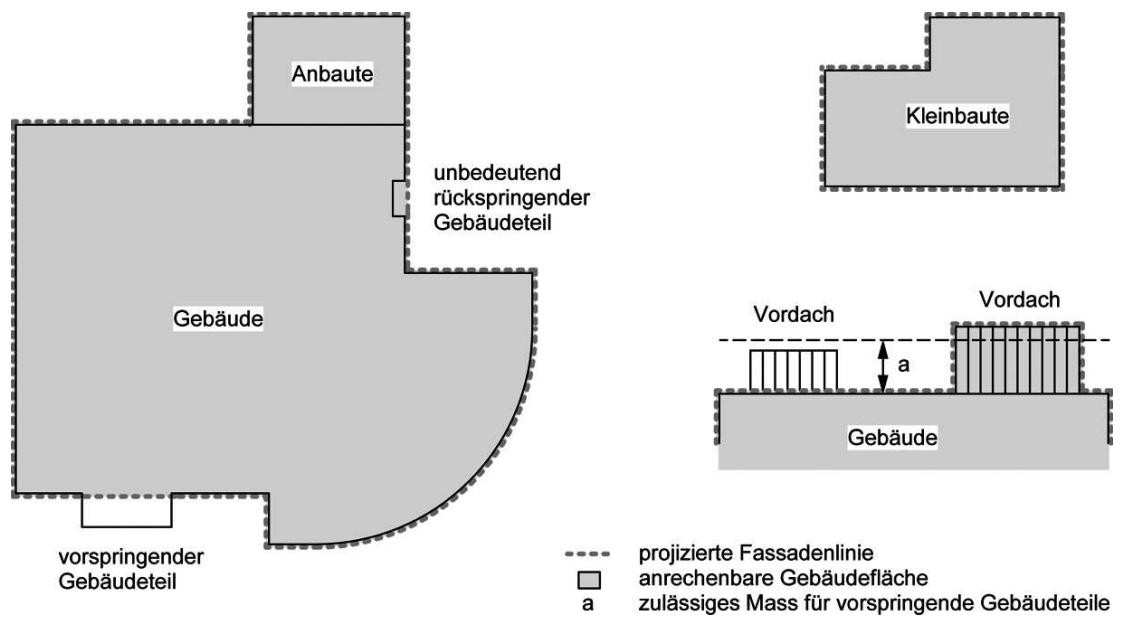 Anbaute
Kleinbaute
unbedeutend
rückspringender
Gebäudeteil
Gebäude
vorspringender
Gebäudeteil
Vordach
Vordach
a
Gebäude
projizierte Fassadenlinie
anrechenbare Gebäudefläche
a zulässiges Mass für vorspringende Gebäudeteile